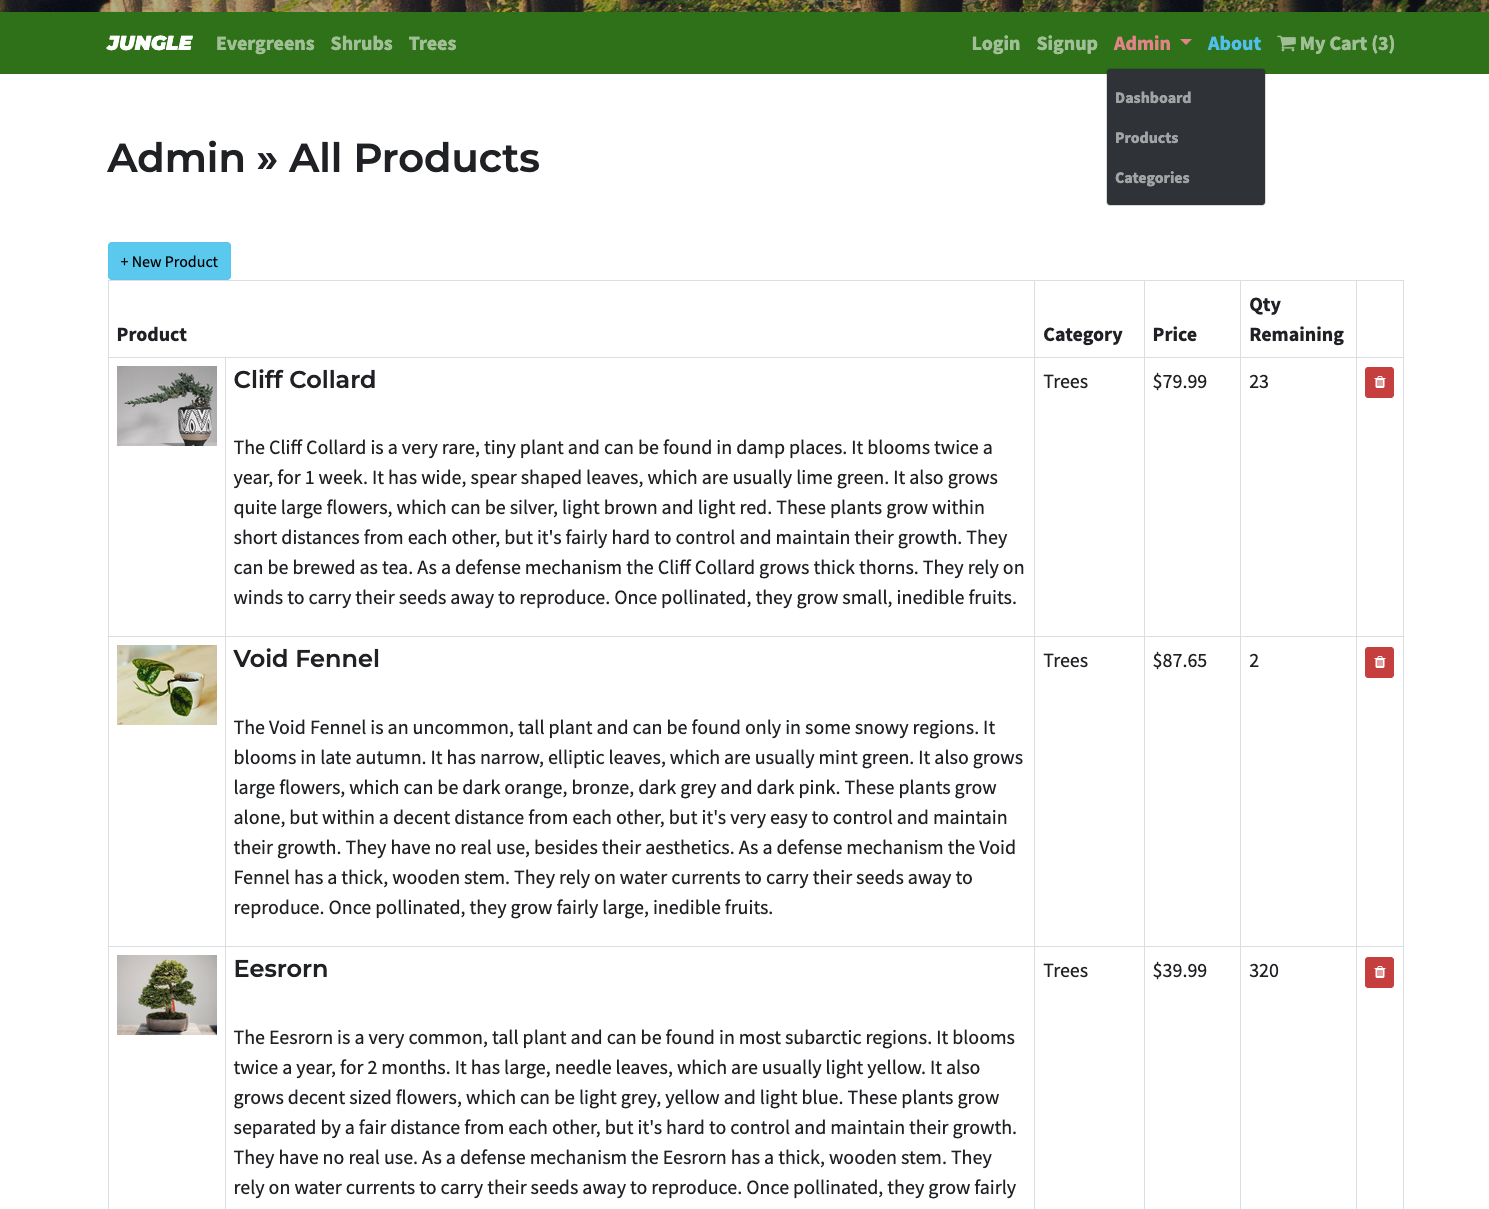 JUNGLE Evergreens Shrubs Trees Login Signup Admin About My Cart (3)
Dashboard
Products
Categories
Admin » All Products
+ New Product
Product Category Price Qty Remaining
Cliff Collard Trees $79.99 23
The Cliff Collard is a very rare, tiny plant and can be found in damp places. It blooms twice a
year, for 1 week. It has wide, spear shaped leaves, which are usually lime green. It also grows
quite large flowers, which can be silver, light brown and light red. These plants grow within
short distances from each other, but it's fairly hard to control and maintain their growth. They
can be brewed as tea. As a defense mechanism the Cliff Collard grows thick thorns. They rely on
winds to carry their seeds away to reproduce. Once pollinated, they grow small, inedible fruits.
Void Fennel Trees $87.65 2
The Void Fennel is an uncommon, tall plant and can be found only in some snowy regions. It
blooms in late autumn. It has narrow, elliptic leaves, which are usually mint green. It also grows
large flowers, which can be dark orange, bronze, dark grey and dark pink. These plants grow
alone, but within a decent distance from each other, but it's very easy to control and maintain
their growth. They have no real use, besides their aesthetics. As a defense mechanism the Void
Fennel has a thick, wooden stem. They rely on water currents to carry their seeds away to
reproduce. Once pollinated, they grow fairly large, inedible fruits.
Eesrorn Trees $39.99 320
The Eesrorn is a very common, tall plant and can be found in most subarctic regions. It blooms
twice a year, for 2 months. It has large, needle leaves, which are usually light yellow. It also
grows decent sized flowers, which can be light grey, yellow and light blue. These plants grow
separated by a fair distance from each other, but it's hard to control and maintain their growth.
They have no real use. As a defense mechanism the Eesrorn has a thick, wooden stem. They
rely on water currents to carry their seeds away to reproduce. Once pollinated, they grow fairly